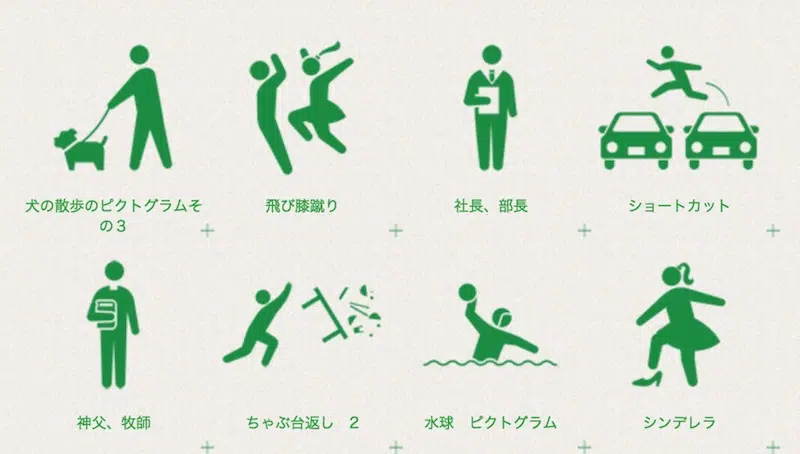 犬の散歩のピクトグラムそ
の３
飛び膝蹴り
社長、部長
ショートカット
神父、牧師
ちゃぶ台返し　２
水球　ピクトグラム
シンデレラ